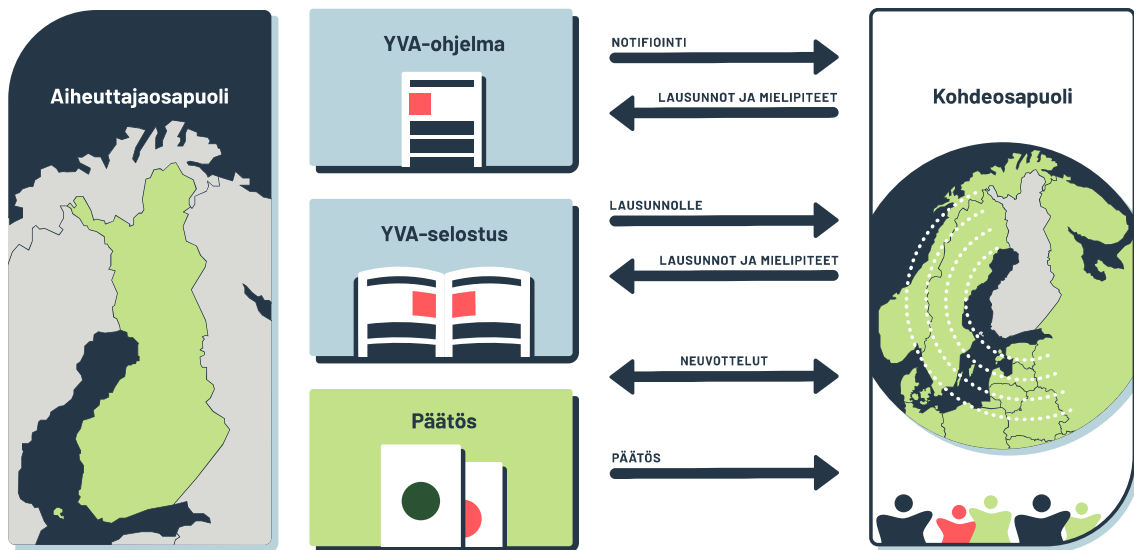 Aiheuttajaosapuoli
YVA-ohjelma
NOTIFIOINTI
LAUSUNNOT JA MIELIPITEET
YVA-selostus
LAUSUNNOLLE
LAUSUNNOT JA MIELIPITEET
NEUVOTTELUT
Päätös
PÄÄTÖS
Kohdeosapuoli